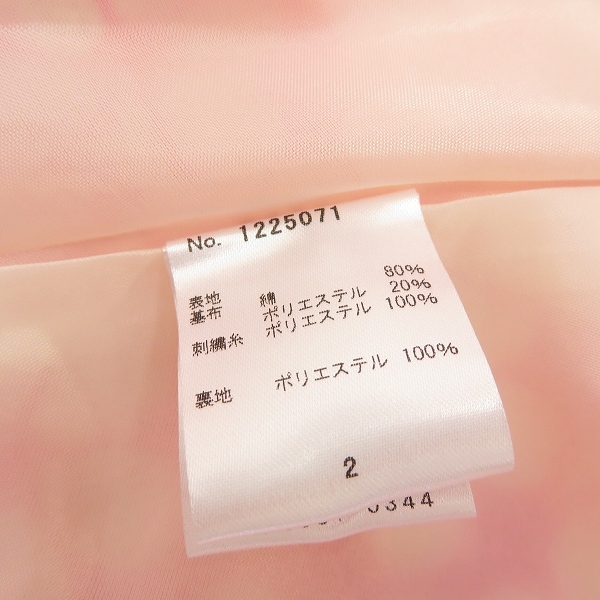 No. 1225071
表地 綿 80%
基布 ポリエステル 20%
刺繍糸 ポリエステル 100%
裏地 ポリエステル 100%
2
0344